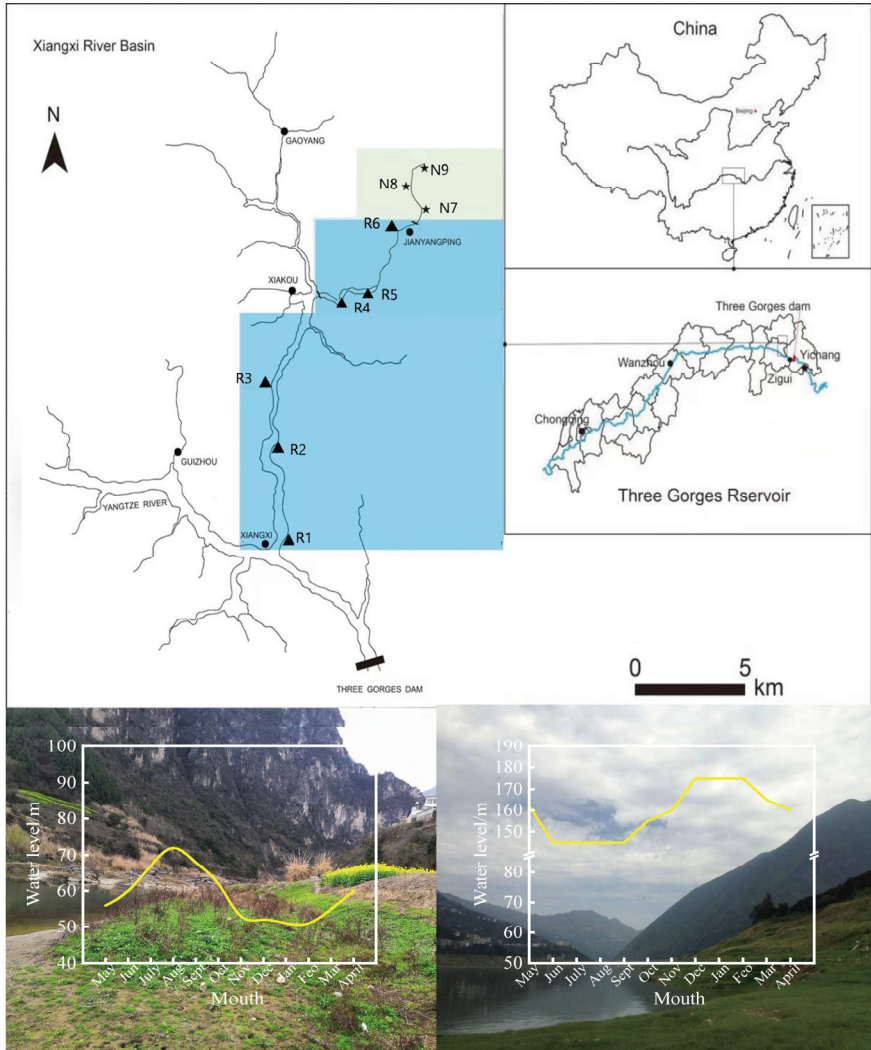 Xiangxi River Basin
N
GAOYANG
N9
N8
N7
R6
JIANYANGPING
XIAKOU
R5
R4
R3
R2
GUIZHOU
YANGTZE RIVER
XIANGXI
R1
THREE GORGES DAM
0 5
km
China
Beijing
Three Gorges dam
Wanzhou
Yichang
Zigui
Chongqing
Three Gorges Rservoir
100
90
80
70
60
50
40
Water level/m
May Jun July Aug Sept Oct Nov Dec Jan Feo Mar April
Mouth
190
180
170
160
150
80
70
60
50
Water level/m
May Jun July Aug Sept Oct Nov Dec Jan Feo Mar April
Mouth